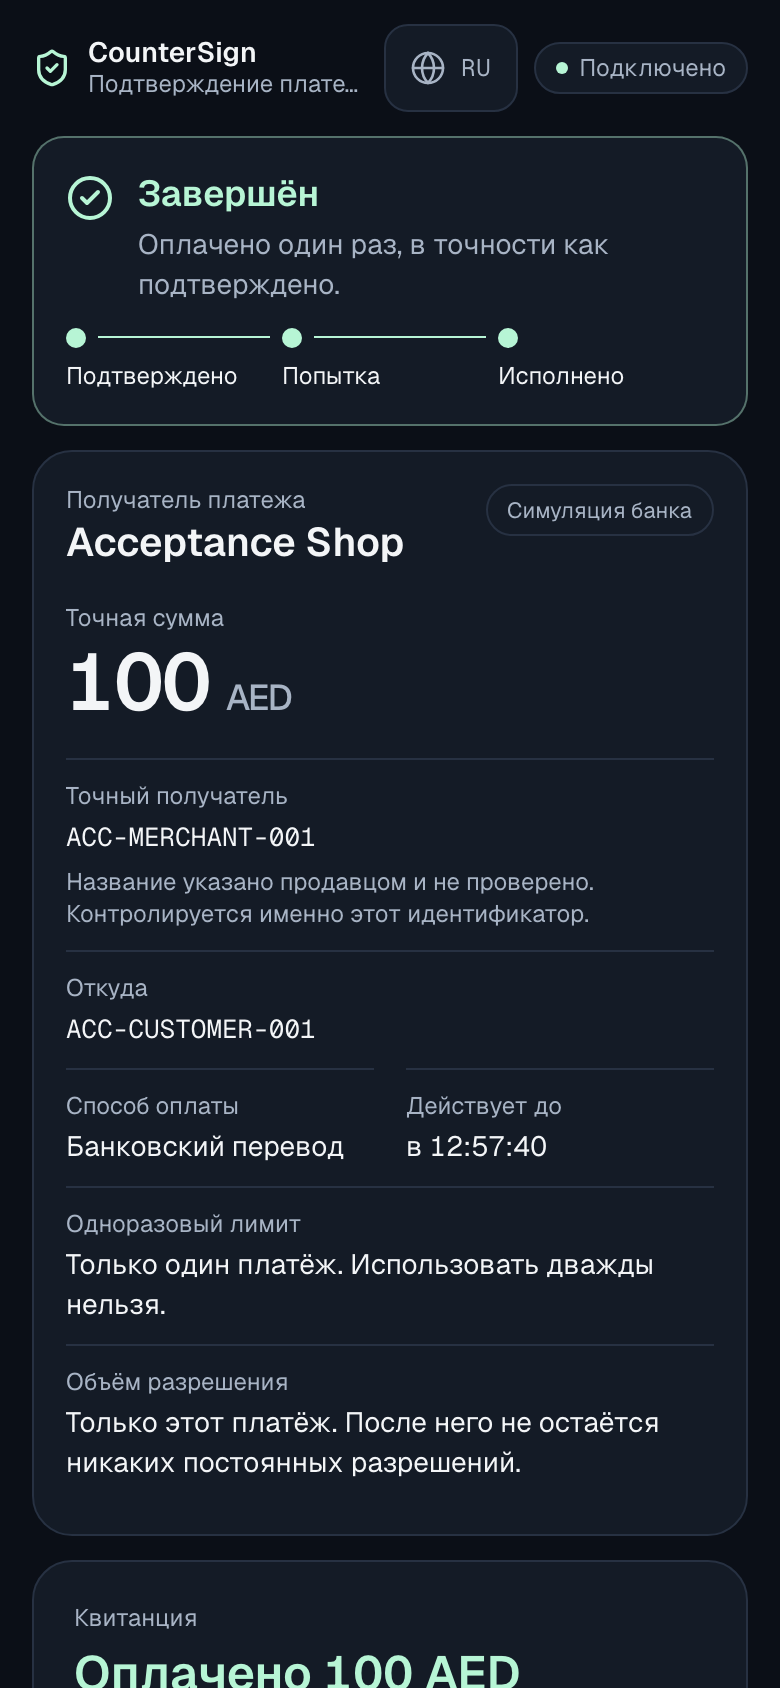 CounterSign
Подтверждение плате...
RU
Подключено
Завершён
Оплачено один раз, в точности как
подтверждено.
Подтверждено
Попытка
Исполнено
Получатель платежа
Симуляция банка
Acceptance Shop
Точная сумма
100 AED
Точный получатель
ACC-MERCHANT-001
Название указано продавцом и не проверено.
Контролируется именно этот идентификатор.
Откуда
ACC-CUSTOMER-001
Способ оплаты
Действует до
Банковский перевод
в 12:57:40
Одноразовый лимит
Только один платёж. Использовать дважды
нельзя.
Объём разрешения
Только этот платёж. После него не остаётся
никаких постоянных разрешений.
Квитанция
Оплачено 100 AED